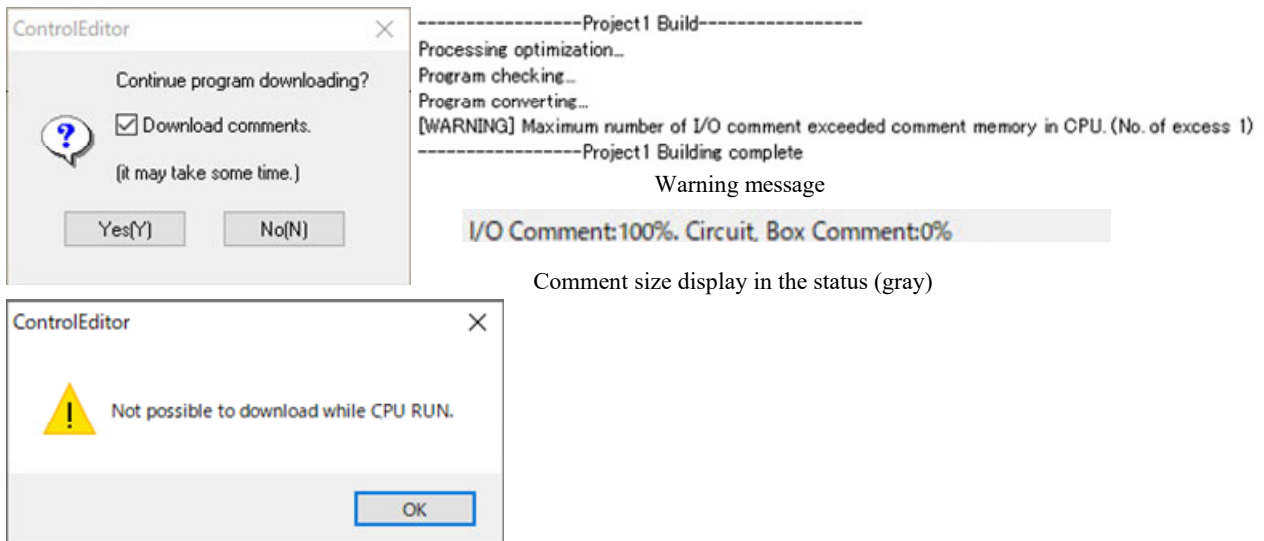 ControlEditor
Continue program downloading?
Download comments.
(it may take some time.)
Yes(Y)
No(N)
-----------------Project1 Build-----------------
Processing optimization...
Program checking...
Program converting...
[WARNING] Maximum number of I/O comment exceeded comment memory in CPU. (No. of excess 1)
-----------------Project1 Building complete
Warning message
I/O Comment:100%. Circuit, Box Comment:0%
Comment size display in the status (gray)
ControlEditor
Not possible to download while CPU RUN.
OK